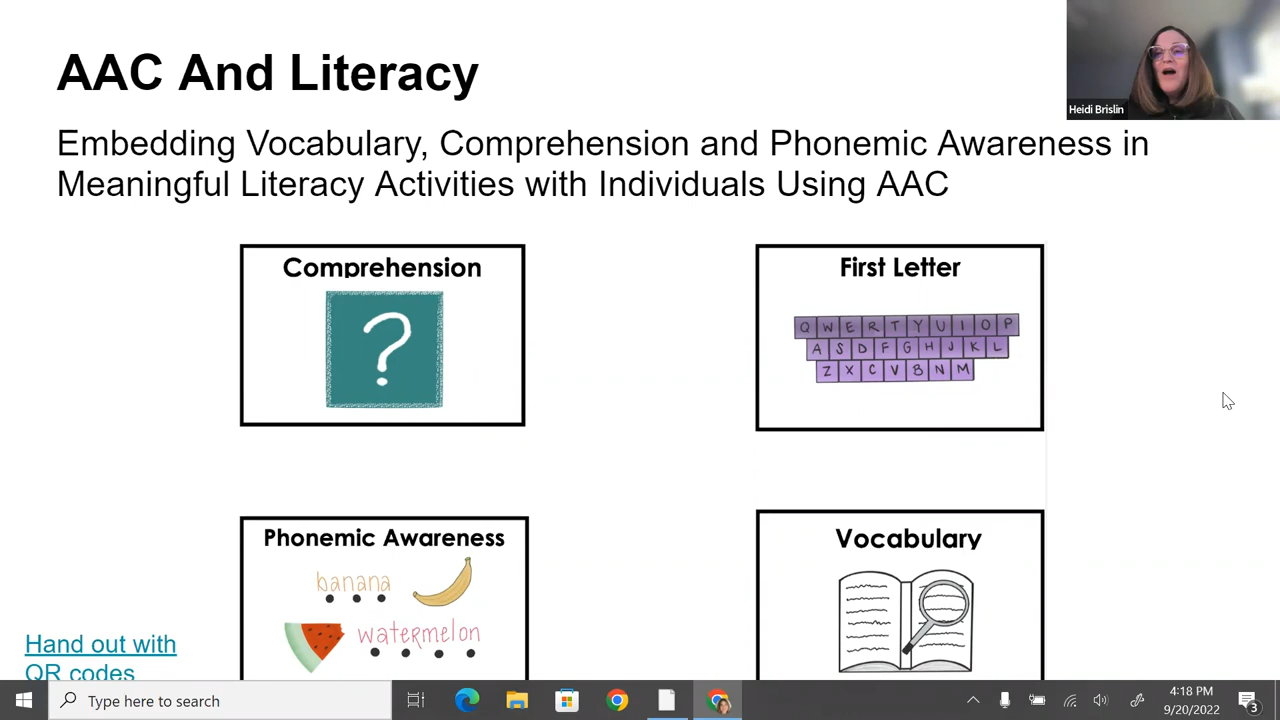 AAC And Literacy
Heidi Brislin
Embedding Vocabulary, Comprehension and Phonemic Awareness in
Meaningful Literacy Activities with Individuals Using AAC
Comprehension
?
First Letter
Q W E R T Y U I O P
A S D F G H J K L
Z X C V B N M
Phonemic Awareness
banana
watermelon
Vocabulary
Hand out with
QR codes
Type here to search
4:18 PM
9/20/2022
3